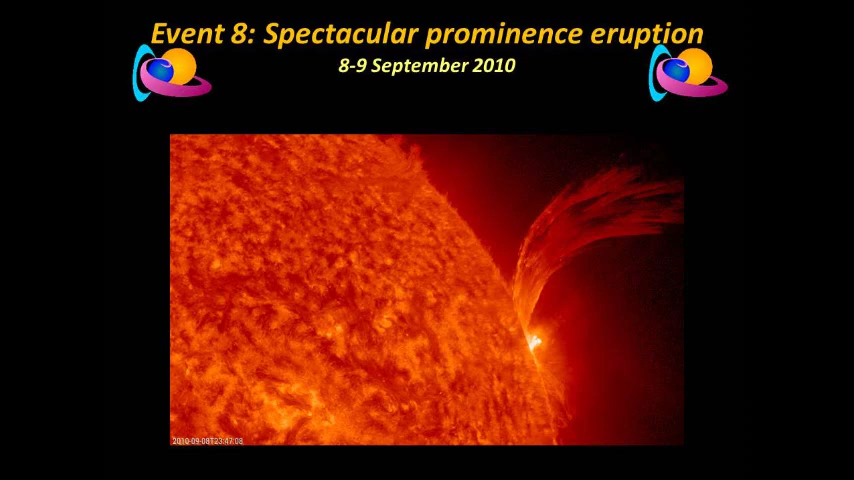 Event 8: Spectacular prominence eruption
8-9 September 2010
2010-09-08T23:47:08